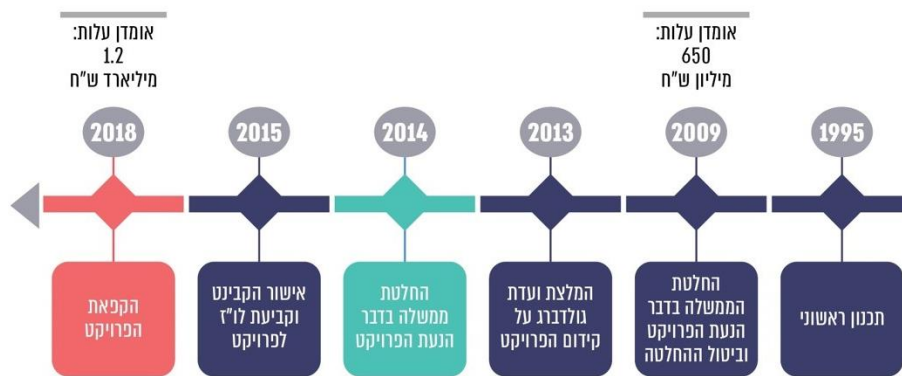 אומדן עלות:
650
מיליון ש"ח
אומדן עלות:
1.2
מיליארד ש"ח
1995
2009
2013
2014
2015
2018
תכנון ראשוני
החלטת
הממשלה בדבר
הנעת הפרויקט
וביטול ההחלטה
המלצת ועדת
גולדברג על
קידום הפרויקט
החלטת
ממשלה בדבר
הנעת הפרויקט
אישור הקבינט
וקביעת לו"ז
לפרויקט
הקפאת
הפרויקט